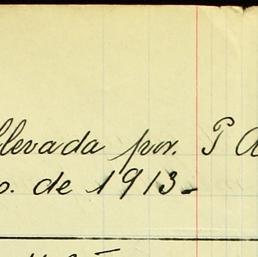 llevada por. P A
o. de 1913-